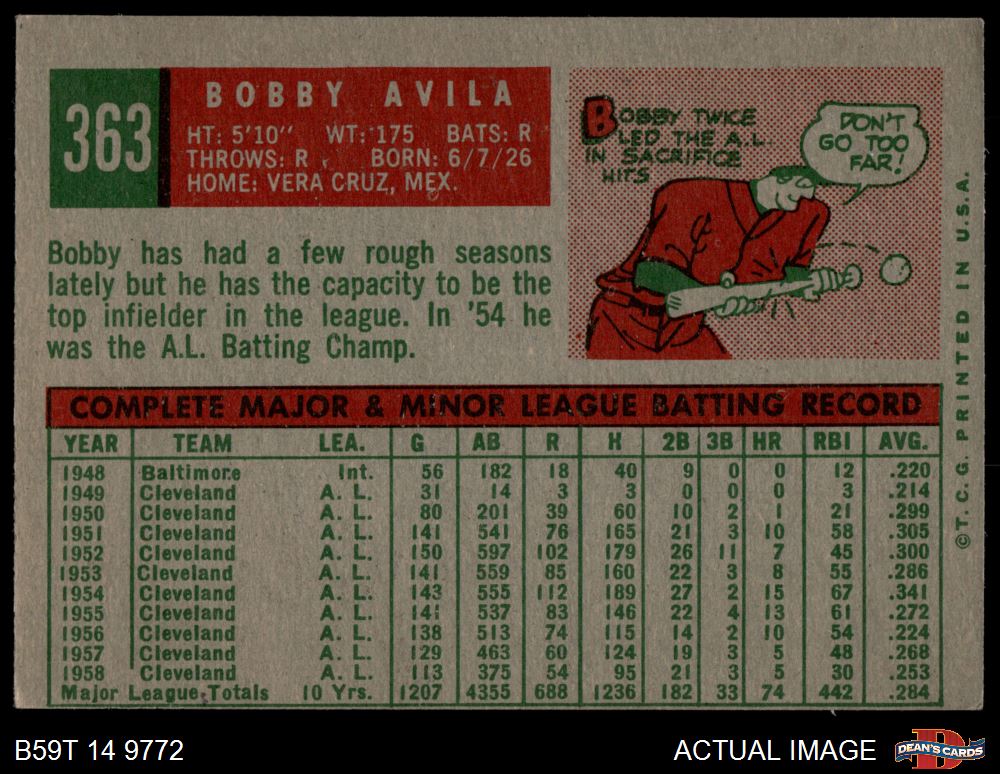 363
BOBBY AVILA
HT: 5'10" WT: 175 BATS: R
THROWS: R BORN: 6/7/26
HOME: VERA CRUZ, MEX.
BOBBY TWICE
LED THE A.L.
IN SACRIFICE
HITS
DON'T
GO TOO
FAR!
Bobby has had a few rough seasons
lately but he has the capacity to be the
top infielder in the league. In '54 he
was the A.L. Batting Champ.
COMPLETE MAJOR & MINOR LEAGUE BATTING RECORD
YEAR TEAM LEA. G AB R H 2B 3B HR RBI AVG.
1948 Baltimore Int. 56 182 18 40 9 0 0 12 .220
1949 Cleveland A. L. 31 14 3 3 0 0 0 3 .214
1950 Cleveland A. L. 80 201 39 60 10 2 1 21 .299
1951 Cleveland A. L. 141 541 76 165 21 3 10 58 .305
1952 Cleveland A. L. 150 597 102 179 26 11 7 45 .300
1953 Cleveland A. L. 141 559 85 160 22 3 8 55 .286
1954 Cleveland A. L. 143 555 112 189 27 2 15 67 .341
1955 Cleveland A. L. 141 537 83 146 22 4 13 61 .272
1956 Cleveland A. L. 138 513 74 115 14 2 10 54 .224
1957 Cleveland A. L. 129 463 60 124 19 3 5 48 .268
1958 Cleveland A. L. 113 375 54 95 21 3 5 30 .253
Major League Totals 10 Yrs. 1207 4355 688 1236 182 33 74 442 .284
©T. C. G. PRINTED IN U.S.A.
B59T 14 9772
ACTUAL IMAGE
DEAN'S CARDS